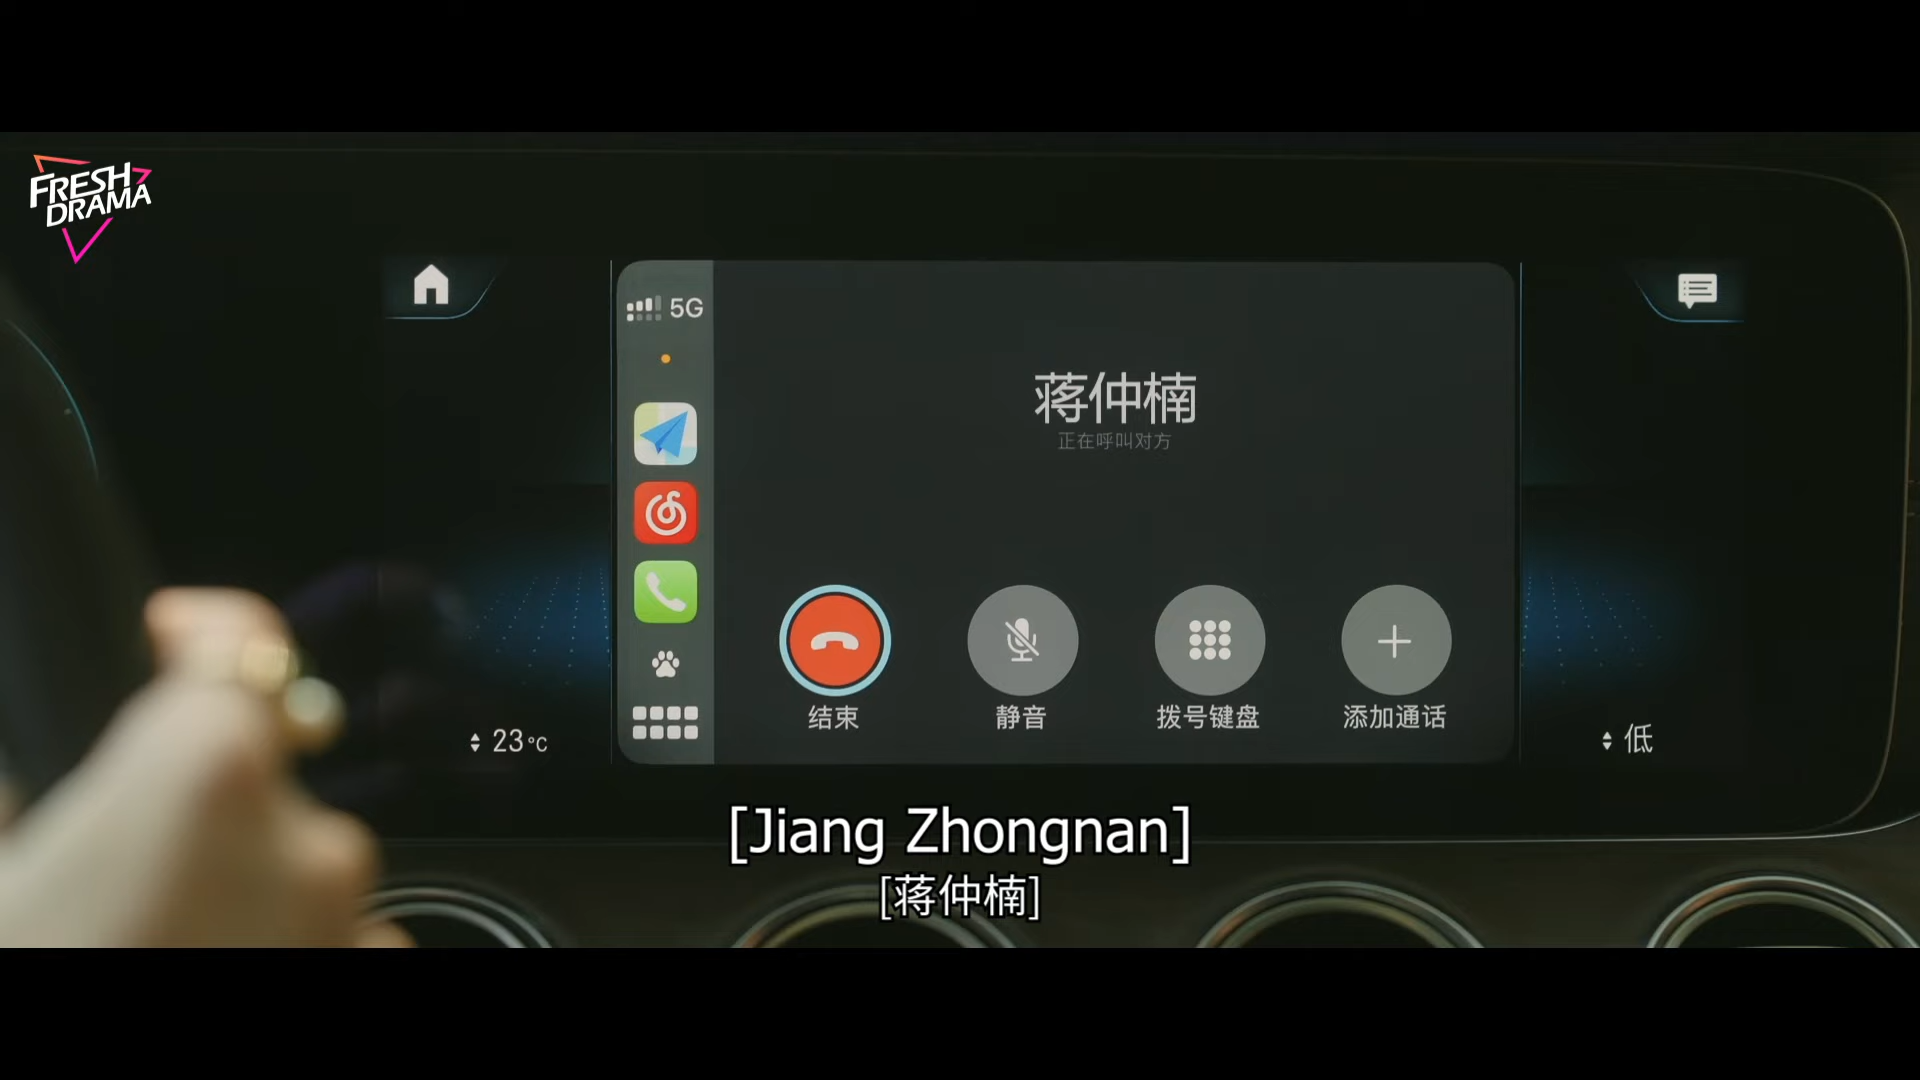 FRESH
DRAMA
5G
蒋仲楠
正在呼叫对方
结束
静音
拨号键盘
添加通话
23°C
低
[Jiang Zhongnan]
[蒋仲楠]